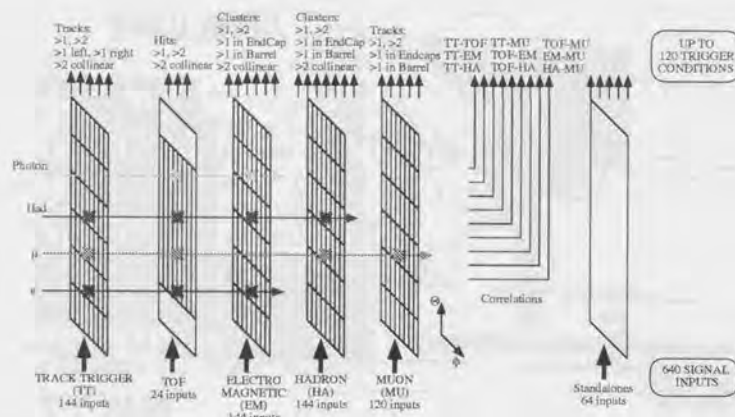 Tracks:
>1, >2
>1 left, >1 right
>2 collinear
Hits:
>1, >2
>2 collinear
Clusters:
>1, >2
>1 in EndCap
>1 in Barrel
>2 collinear
Clusters:
>1, >2
>1 in EndCap
>1 in Barrel
>2 collinear
Tracks:
>1, >2
>1 in Endcaps
>1 in Barrel
TT-TOF TT-MU TOF-MU
TT-EM TOF-EM EM-MU
TT-HA TOF-HA HA-MU
UP TO
120 TRIGGER
CONDITIONS
Photon
Had
μ
e
Θ
ϕ
Correlations
TRACK TRIGGER
(TT)
144 inputs
TOF
24 inputs
ELECTRO
MAGNETIC
(EM)
144 inputs
HADRON
(HA)
144 inputs
MUON
(MU)
120 inputs
Standalones
64 inputs
640 SIGNAL
INPUTS